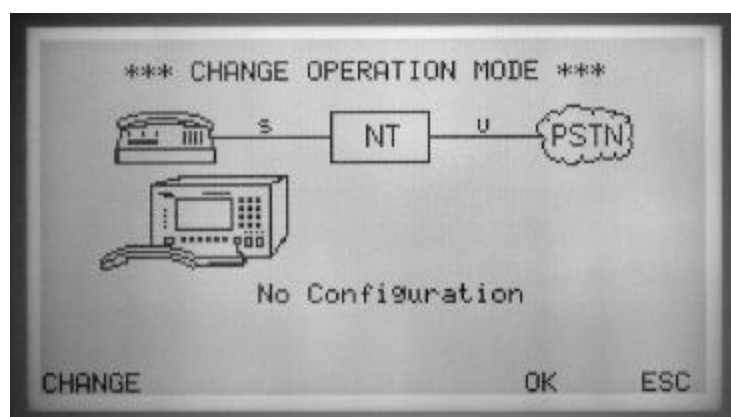 *** CHANGE OPERATION MODE ***
S NT U PSTN
No Configuration
CHANGE OK ESC